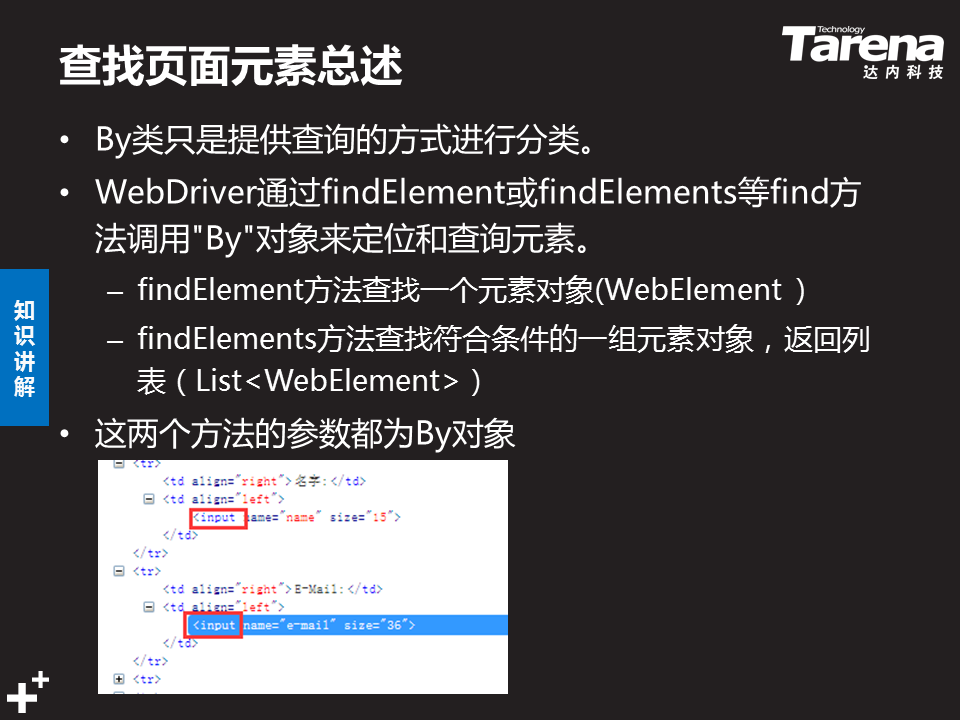 查找页面元素总述
Technology
Tarena
达内科技
• By类只是提供查询的方式进行分类。
• WebDriver通过findElement或findElements等find方
法调用"By"对象来定位和查询元素。
– findElement方法查找一个元素对象(WebElement ）
– findElements方法查找符合条件的一组元素对象，返回列
表（List<WebElement>）
• 这两个方法的参数都为By对象
知识讲解
<tr>
<td align="right">名字:</td>
<td align="left">
<input name="name" size="15">
</td>
</tr>
<tr>
<td align="right">E-Mail:</td>
<td align="left">
<input name="e-mail" size="36">
</td>
</tr>
<tr>